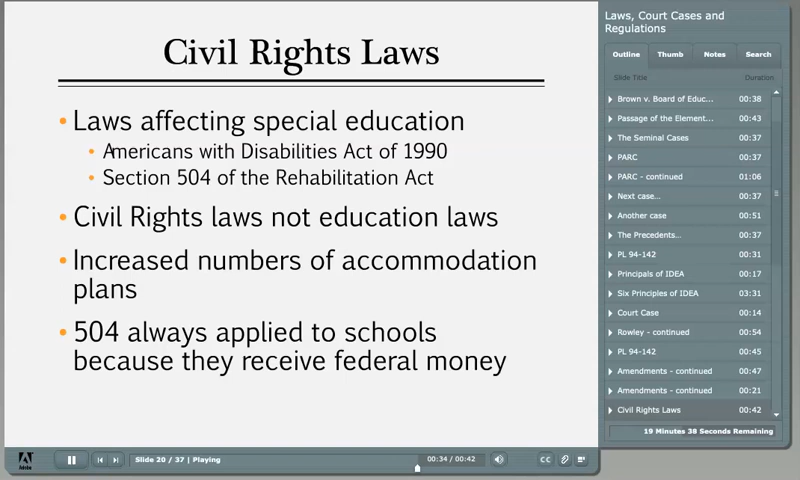 Civil Rights Laws
• Laws affecting special education
• Americans with Disabilities Act of 1990
• Section 504 of the Rehabilitation Act
• Civil Rights laws not education laws
• Increased numbers of accommodation
plans
• 504 always applied to schools
because they receive federal money
Adobe
Slide 20 / 37 | Playing
00:34 / 00:42
CC
Laws, Court Cases and
Regulations
Outline Thumb Notes Search
Slide Title Duration
Brown v. Board of Educ... 00:38
Passage of the Element... 00:43
The Seminal Cases 00:37
PARC 00:37
PARC - continued 01:06
Next case... 00:37
Another case 00:51
The Precedents... 00:37
PL 94-142 00:31
Principals of IDEA 00:17
Six Principles of IDEA 03:31
Court Case 00:14
Rowley - continued 00:54
PL 94-142 00:45
Amendments - continued 00:47
Amendments - continued 00:21
Civil Rights Laws 00:42
19 Minutes 38 Seconds Remaining